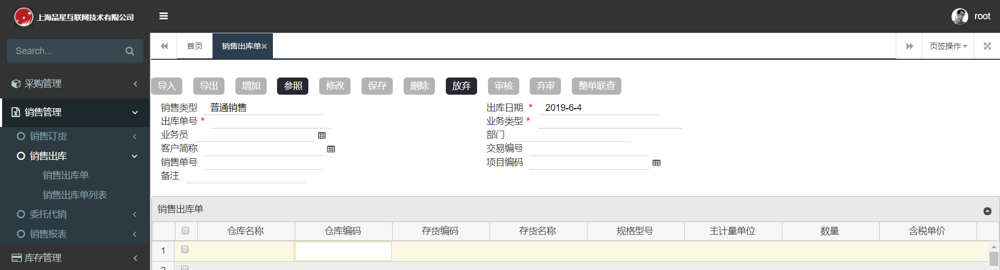 上海品星互联网技术有限公司
root
Search...
首页
销售出库单
页签操作
采购管理
销售管理
销售订货
销售出库
销售出库单
销售出库单列表
委托代销
销售报表
库存管理
导入 导出 增加 参照 修改 保存 删除 放弃 审核 弃审 整单联查
销售类型 普通销售 出库日期 * 2019-6-4
出库单号 * 业务类型 *
业务员 部门
客户简称 交易编号
销售单号 项目编码
备注
销售出库单
仓库名称 仓库编码 存货编码 存货名称 规格型号 主计量单位 数量 含税单价
1
2